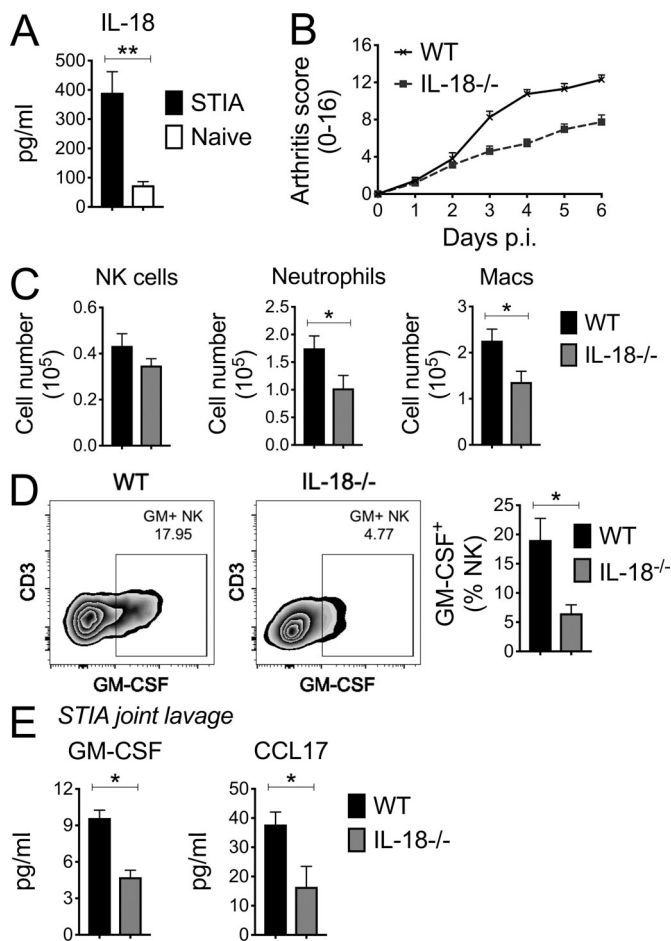 A
IL-18
**
500
400
300
200
100
0
pg/ml
STIA
Naive
B
WT
IL-18-/-
Arthritis score
(0-16)
16
12
8
4
0
0 1 2 3 4 5 6
Days p.i.
C
NK cells
Cell number
(10⁵)
0.6
0.4
0.2
0.0
Neutrophils
*
Cell number
(10⁵)
2.5
2.0
1.5
1.0
0.5
0.0
Macs
*
Cell number
(10⁵)
3
2
1
0
WT
IL-18-/-
D
WT
GM+ NK
17.95
CD3
GM-CSF
IL-18-/-
GM+ NK
4.77
CD3
GM-CSF
GM-CSF⁺
(% NK)
*
25
20
15
10
5
0
WT
IL-18⁻/⁻
E
STIA joint lavage
GM-CSF
*
pg/ml
12
9
6
3
0
CCL17
*
pg/ml
50
40
30
20
10
0
WT
IL-18-/-